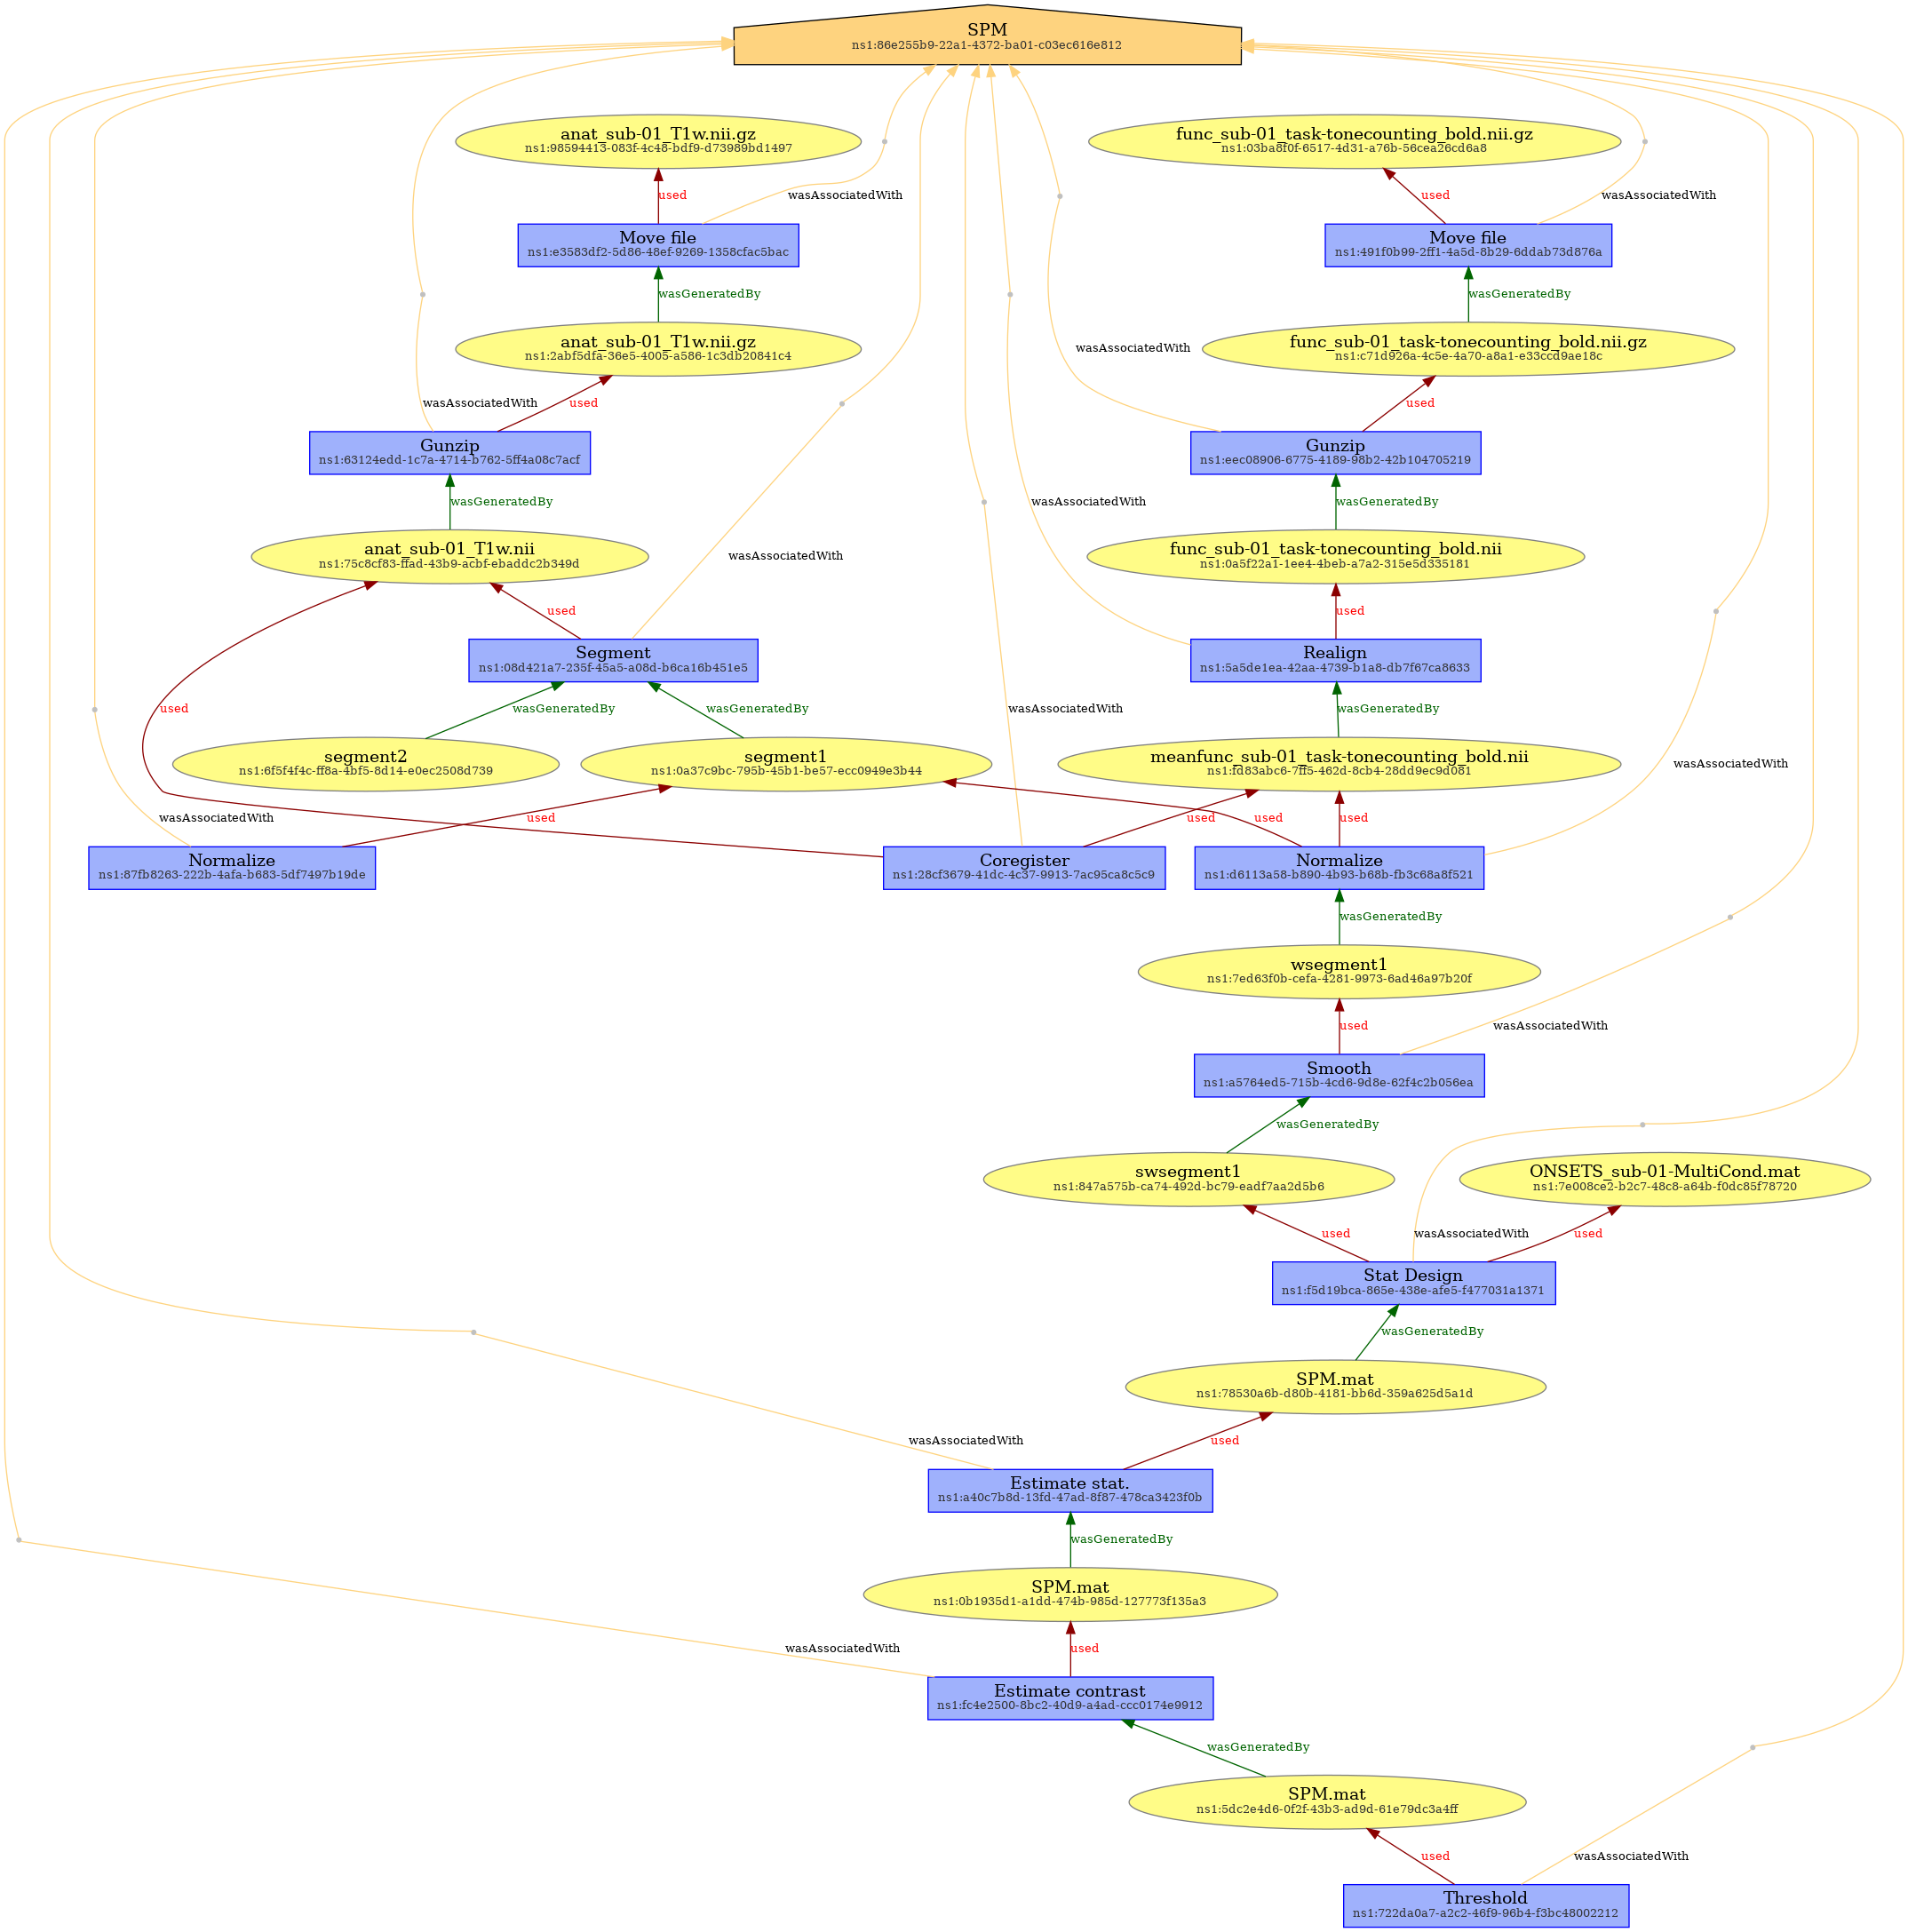 SPM
ns1:86e255b9-22a1-4372-ba01-c03ec616e812
anat_sub-01_T1w.nii.gz
ns1:98594413-083f-4c48-bdf9-d73989bd1497
func_sub-01_task-tonecounting_bold.nii.gz
ns1:03ba8f0f-6517-4d31-a76b-56cea26cd6a8
used
wasAssociatedWith
used
wasAssociatedWith
Move file
ns1:e3583df2-5d86-48ef-9269-1358cfac5bac
Move file
ns1:491f0b99-2ff1-4a5d-8b29-6ddab73d876a
wasGeneratedBy
wasGeneratedBy
anat_sub-01_T1w.nii.gz
ns1:2abf5dfa-36e5-4005-a586-1c3db20841c4
wasAssociatedWith
func_sub-01_task-tonecounting_bold.nii.gz
ns1:c71d926a-4c5e-4a70-a8a1-e33ccd9ae18c
wasAssociatedWith
used
used
Gunzip
ns1:63124edd-1c7a-4714-b762-5ff4a08c7acf
Gunzip
ns1:eec08906-6775-4189-98b2-42b104705219
wasGeneratedBy
wasAssociatedWith
wasGeneratedBy
anat_sub-01_T1w.nii
ns1:75c8cf83-ffad-43b9-acbf-ebaddc2b349d
wasAssociatedWith
func_sub-01_task-tonecounting_bold.nii
ns1:0a5f22a1-1ee4-4beb-a7a2-315e5d335181
used
used
Segment
ns1:08d421a7-235f-45a5-a08d-b6ca16b451e5
Realign
ns1:5a5de1ea-42aa-4739-b1a8-db7f67ca8633
used
wasGeneratedBy
wasGeneratedBy
wasAssociatedWith
wasGeneratedBy
segment2
ns1:6f5f4f4c-ff8a-4bf5-8d14-e0ec2508d739
segment1
ns1:0a37c9bc-795b-45b1-be57-ecc0949e3b44
meanfunc_sub-01_task-tonecounting_bold.nii
ns1:fd83abc6-7ff5-462d-8cb4-28dd9ec9d081
wasAssociatedWith
wasAssociatedWith
used
used
used
used
Normalize
ns1:87fb8263-222b-4afa-b683-5df7497b19de
Coregister
ns1:28cf3679-41dc-4c37-9913-7ac95ca8c5c9
Normalize
ns1:d6113a58-b890-4b93-b68b-fb3c68a8f521
wasGeneratedBy
wsegment1
ns1:7ed63f0b-cefa-4281-9973-6ad46a97b20f
used
wasAssociatedWith
Smooth
ns1:a5764ed5-715b-4cd6-9d8e-62f4c2b056ea
wasGeneratedBy
swsegment1
ns1:847a575b-ca74-492d-bc79-eadf7aa2d5b6
ONSETS_sub-01-MultiCond.mat
ns1:7e008ce2-b2c7-48c8-a64b-f0dc85f78720
used
wasAssociatedWith
used
Stat Design
ns1:f5d19bca-865e-438e-afe5-f477031a1371
wasGeneratedBy
SPM.mat
ns1:78530a6b-d80b-4181-bb6d-359a625d5a1d
wasAssociatedWith
used
Estimate stat.
ns1:a40c7b8d-13fd-47ad-8f87-478ca3423f0b
wasGeneratedBy
SPM.mat
ns1:0b1935d1-a1dd-474b-985d-127773f135a3
wasAssociatedWith
used
Estimate contrast
ns1:fc4e2500-8bc2-40d9-a4ad-ccc0174e9912
wasGeneratedBy
SPM.mat
ns1:5dc2e4d6-0f2f-43b3-ad9d-61e79dc3a4ff
used
wasAssociatedWith
Threshold
ns1:722da0a7-a2c2-46f9-96b4-f3bc48002212